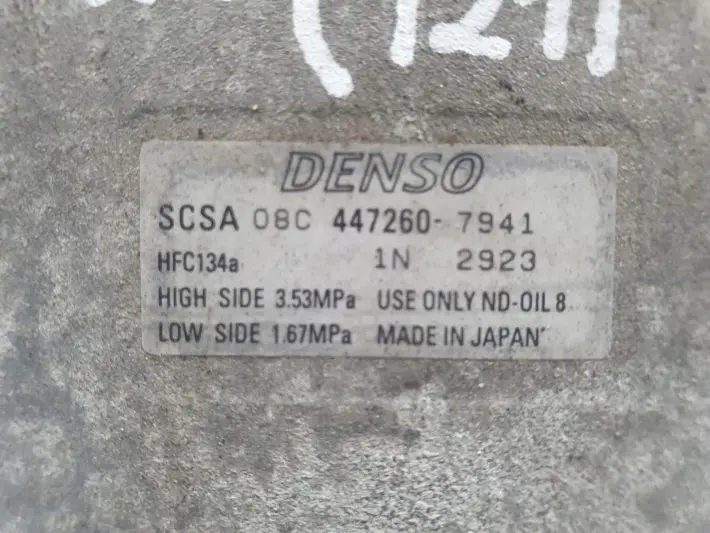 (121)
DENSO
SCSA 08C 447260-7941
HFC134a 1N 2923
HIGH SIDE 3.53MPa USE ONLY ND-OIL 8
LOW SIDE 1.67MPa MADE IN JAPAN